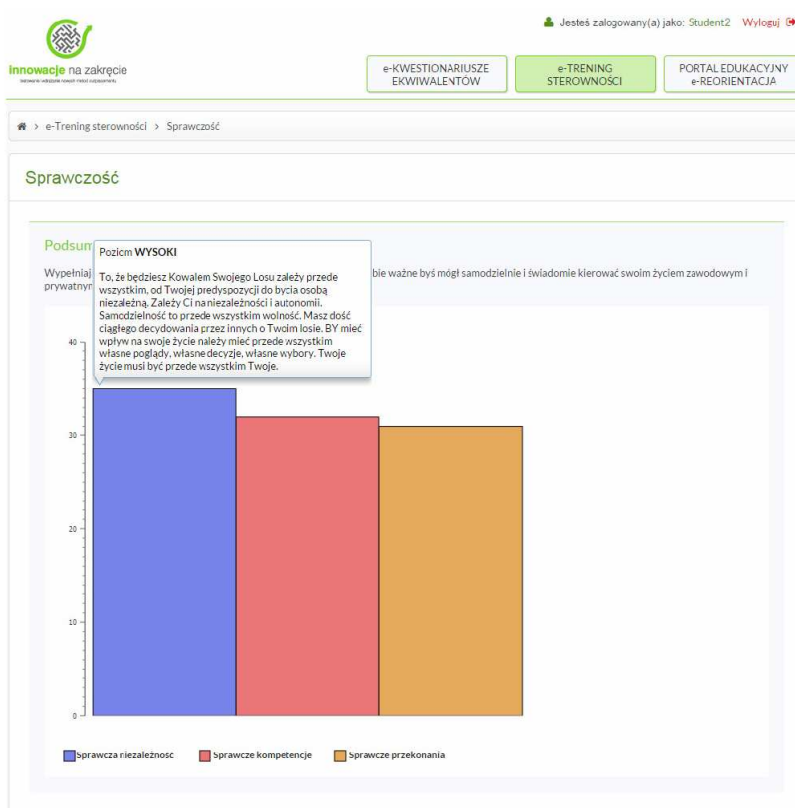 Jesteś zalogowany(a) jako: Student2 Wyloguj
innowacje na zakręcie
e-KWESTIONARIUSZE
EKWIWALENTÓW
e-TRENING
STEROWNOŚCI
PORTAL EDUKACYJNY
e-REORIENTACJA
> e-Trening sterowności > Sprawczość
Sprawczość
Podsum
Wypełniaj
bie ważne byś mógł samodzielnie i świadomie kierować swoim życiem zawodowym i
prywatnym
Poziom WYSOKI
To, że będziesz Kowalem Swojego Losu zależy przede
wszystkim, od Twojej predyspozycji do bycia osobą
niezależną. Zależy Ci na niezależności i autonomii.
Samodzielność to przede wszystkim wolność. Masz dość
ciągłego decydowania przez innych o Twoim losie. BY mieć
wpływ na swoje życie należy mieć przede wszystkim
własne poglądy, własne decyzje, własne wybory. Twoje
życie musi być przede wszystkim Twoje.
40
30
20
10
0
Sprawcza niezależność Sprawcze kompetencje Sprawcze przekonania